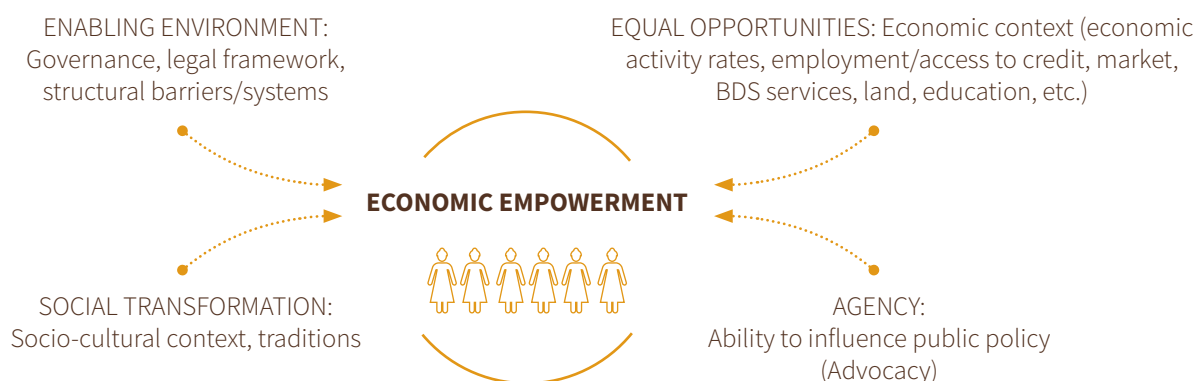 ENABLING ENVIRONMENT:
Governance, legal framework,
structural barriers/systems
EQUAL OPPORTUNITIES: Economic context (economic
activity rates, employment/access to credit, market,
BDS services, land, education, etc.)
ECONOMIC EMPOWERMENT
SOCIAL TRANSFORMATION:
Socio-cultural context, traditions
AGENCY:
Ability to influence public policy
(Advocacy)